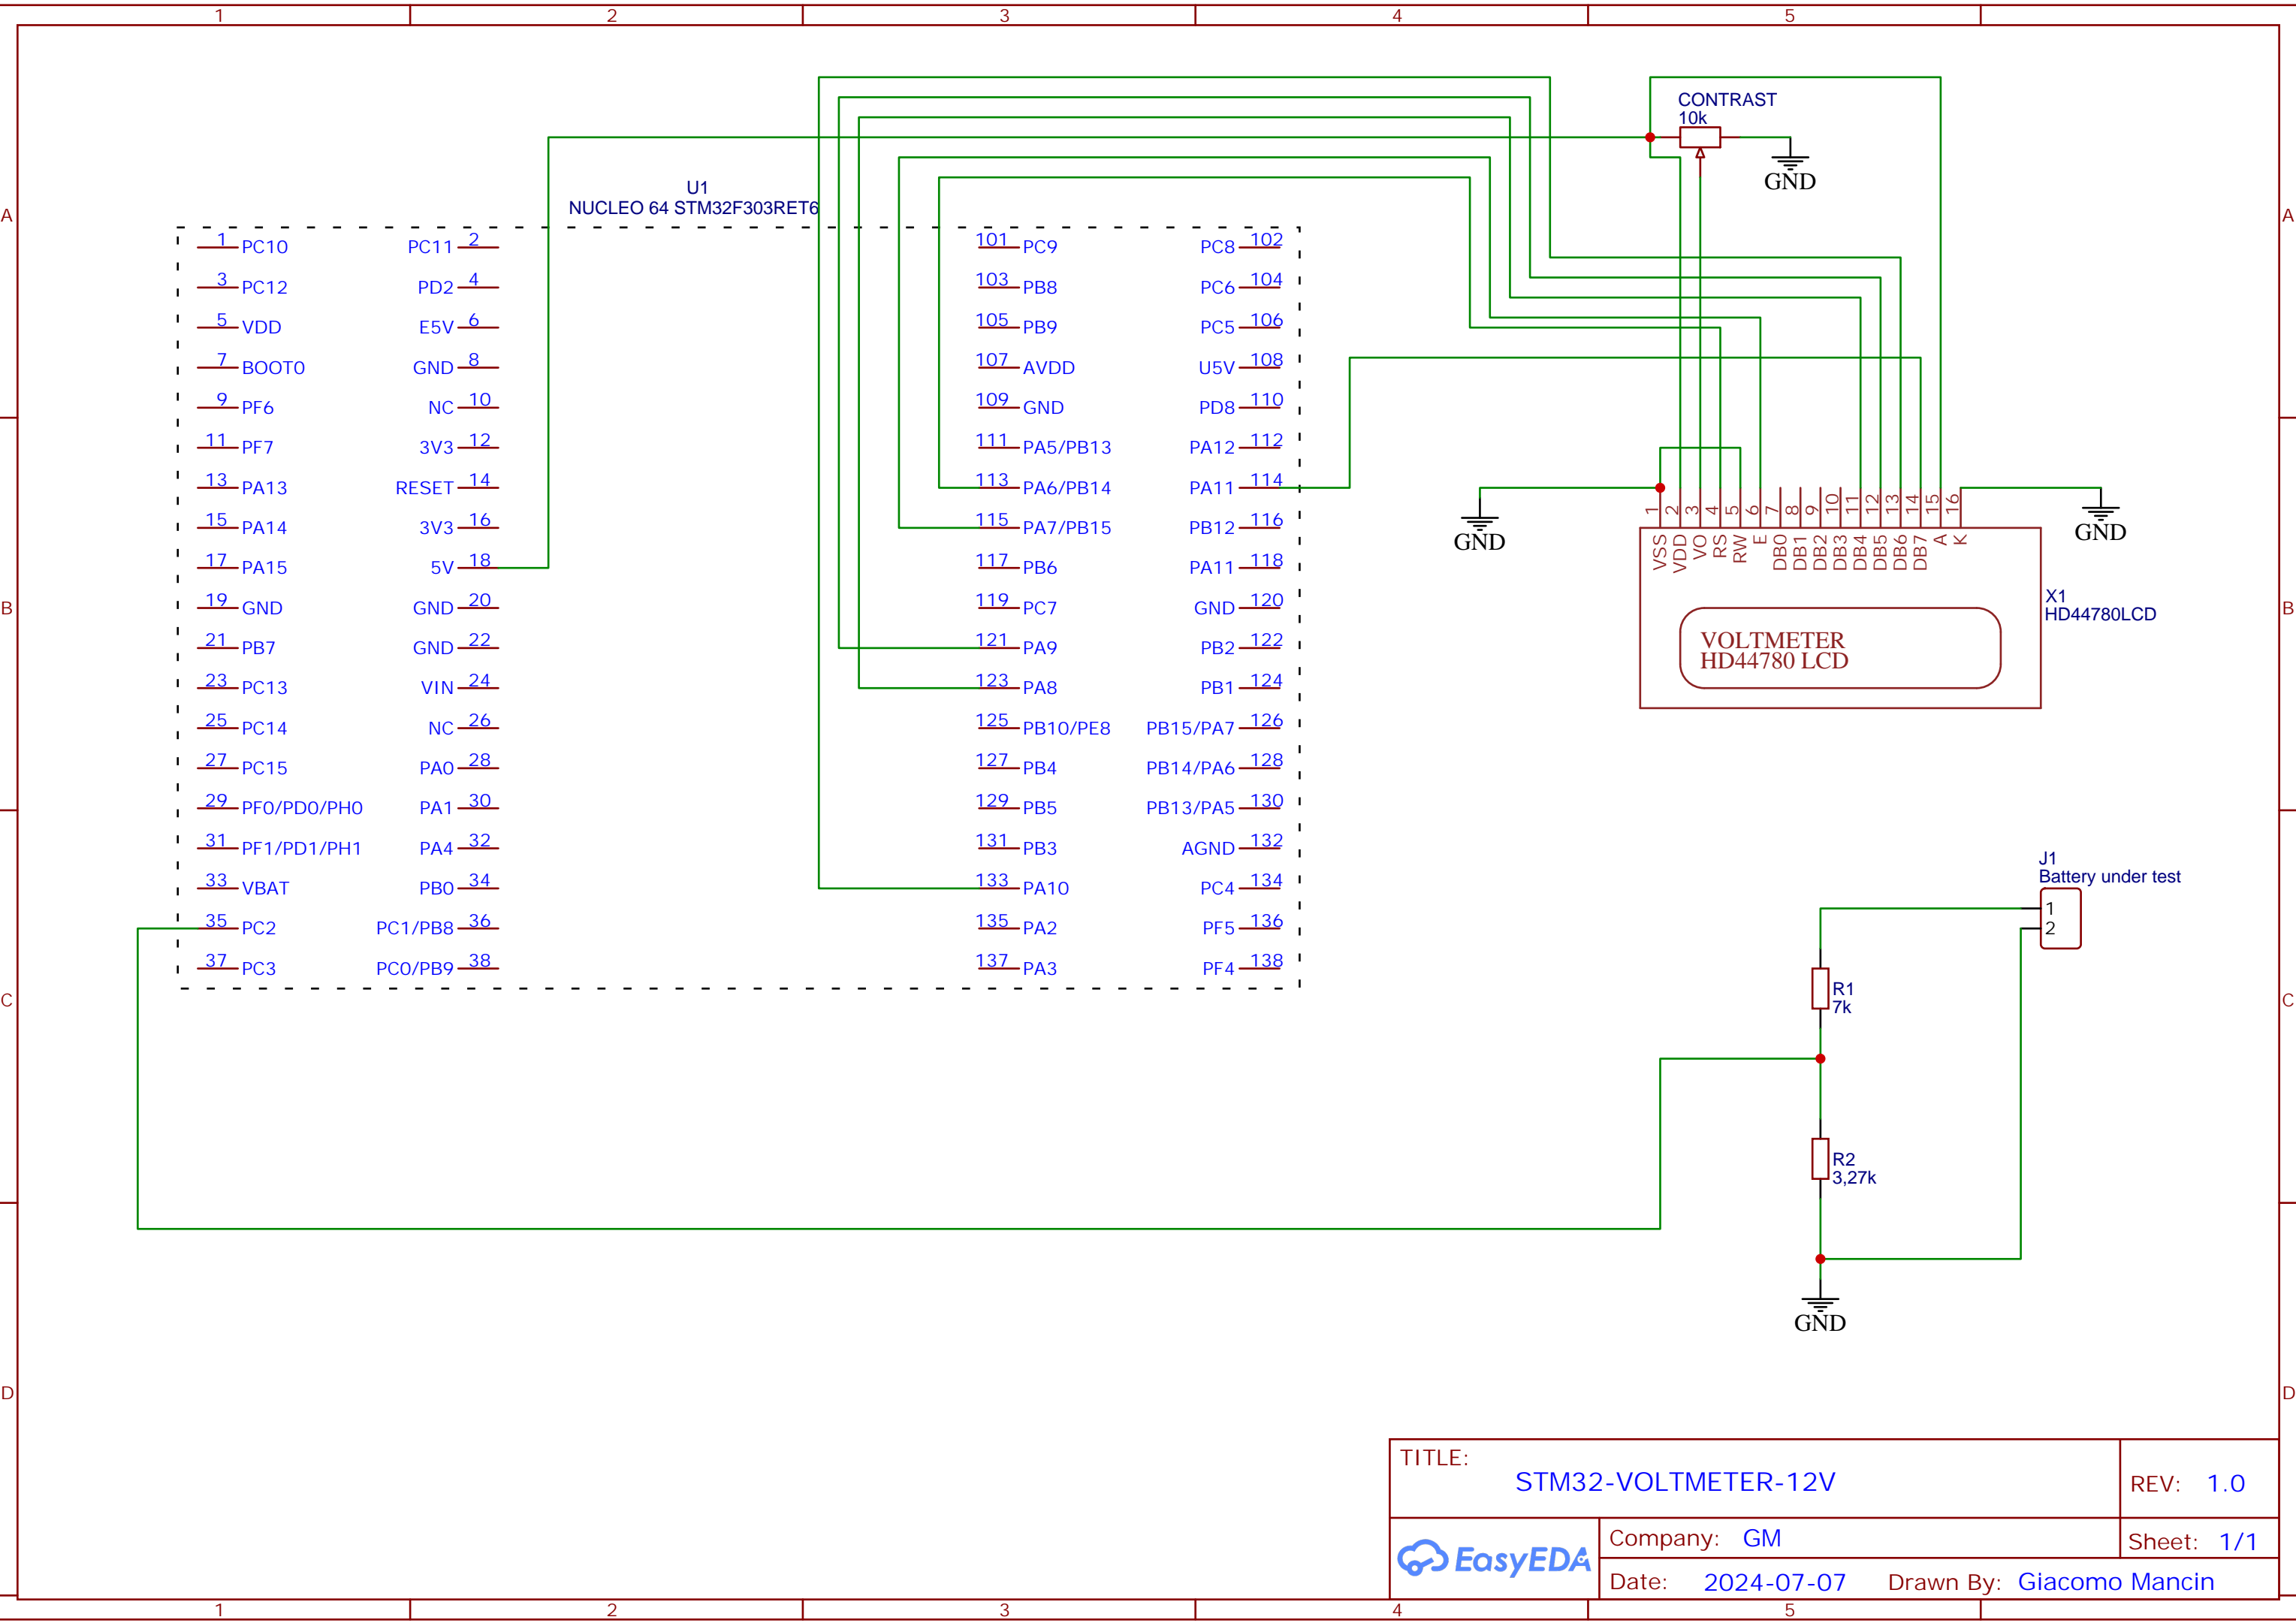 1 2 3 4 5
A A
B B
C C
D D
1 2 3 4 5
U1
NUCLEO 64 STM32F303RET6
1 PC10 PC11 2
3 PC12 PD2 4
5 VDD E5V 6
7 BOOT0 GND 8
9 PF6 NC 10
11 PF7 3V3 12
13 PA13 RESET 14
15 PA14 3V3 16
17 PA15 5V 18
19 GND GND 20
21 PB7 GND 22
23 PC13 VIN 24
25 PC14 NC 26
27 PC15 PA0 28
29 PF0/PD0/PH0 PA1 30
31 PF1/PD1/PH1 PA4 32
33 VBAT PB0 34
35 PC2 PC1/PB8 36
37 PC3 PC0/PB9 38
101 PC9 PC8 102
103 PB8 PC6 104
105 PB9 PC5 106
107 AVDD U5V 108
109 GND PD8 110
111 PA5/PB13 PA12 112
113 PA6/PB14 PA11 114
115 PA7/PB15 PB12 116
117 PB6 PA11 118
119 PC7 GND 120
121 PA9 PB2 122
123 PA8 PB1 124
125 PB10/PE8 PB15/PA7 126
127 PB4 PB14/PA6 128
129 PB5 PB13/PA5 130
131 PB3 AGND 132
133 PA10 PC4 134
135 PA2 PF5 136
137 PA3 PF4 138
CONTRAST
10k
GND
GND
GND
1 2 3 4 5 6 7 8 9 10 11 12 13 14 15 16
VSS VDD VO RS RW E DB0 DB1 DB2 DB3 DB4 DB5 DB6 DB7 A K
X1
HD44780LCD
VOLTMETER
HD44780 LCD
J1
Battery under test
1
2
R1
7k
R2
3,27k
GND
TITLE:
STM32-VOLTMETER-12V
REV: 1.0
EasyEDA
Company: GM
Sheet: 1/1
Date: 2024-07-07 Drawn By: Giacomo Mancin